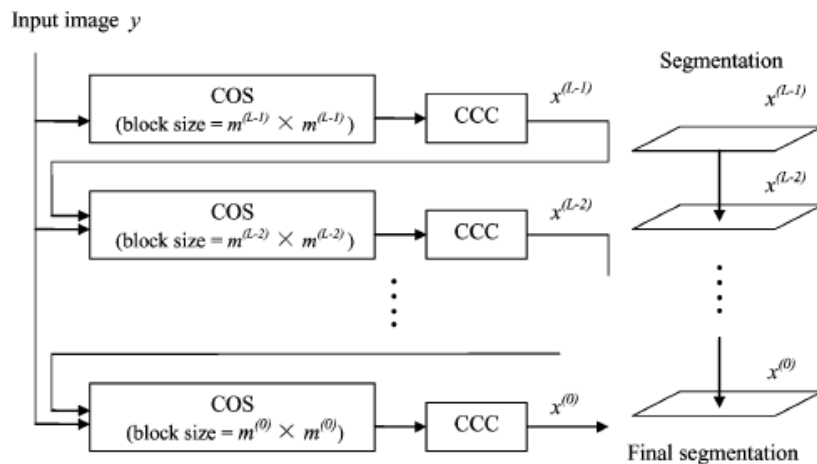 Input image y
COS
(block size = m^(L-1) × m^(L-1))
CCC
x^(L-1)
Segmentation
x^(L-1)
COS
(block size = m^(L-2) × m^(L-2))
CCC
x^(L-2)
x^(L-2)
COS
(block size = m^(0) × m^(0))
CCC
x^(0)
x^(0)
Final segmentation